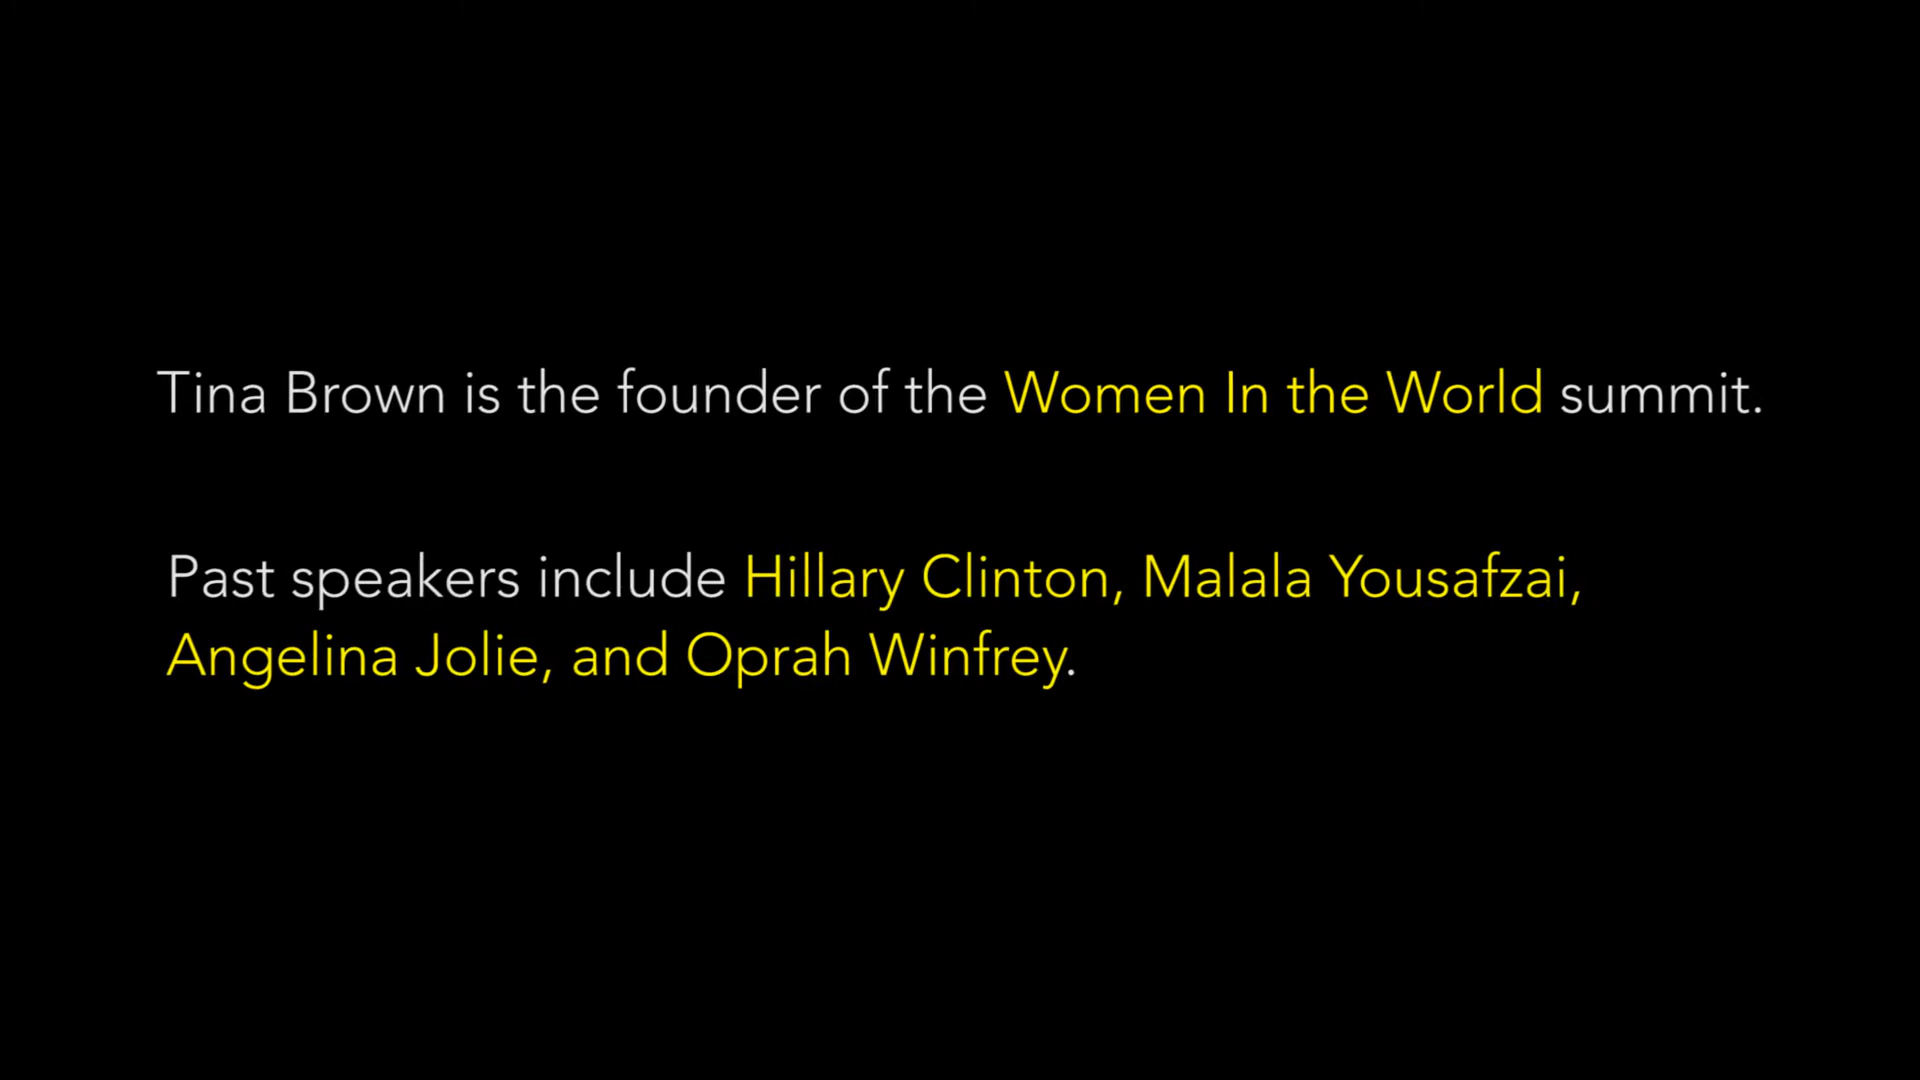 Tina Brown is the founder of the Women In the World summit.
Past speakers include Hillary Clinton, Malala Yousafzai,
Angelina Jolie, and Oprah Winfrey.